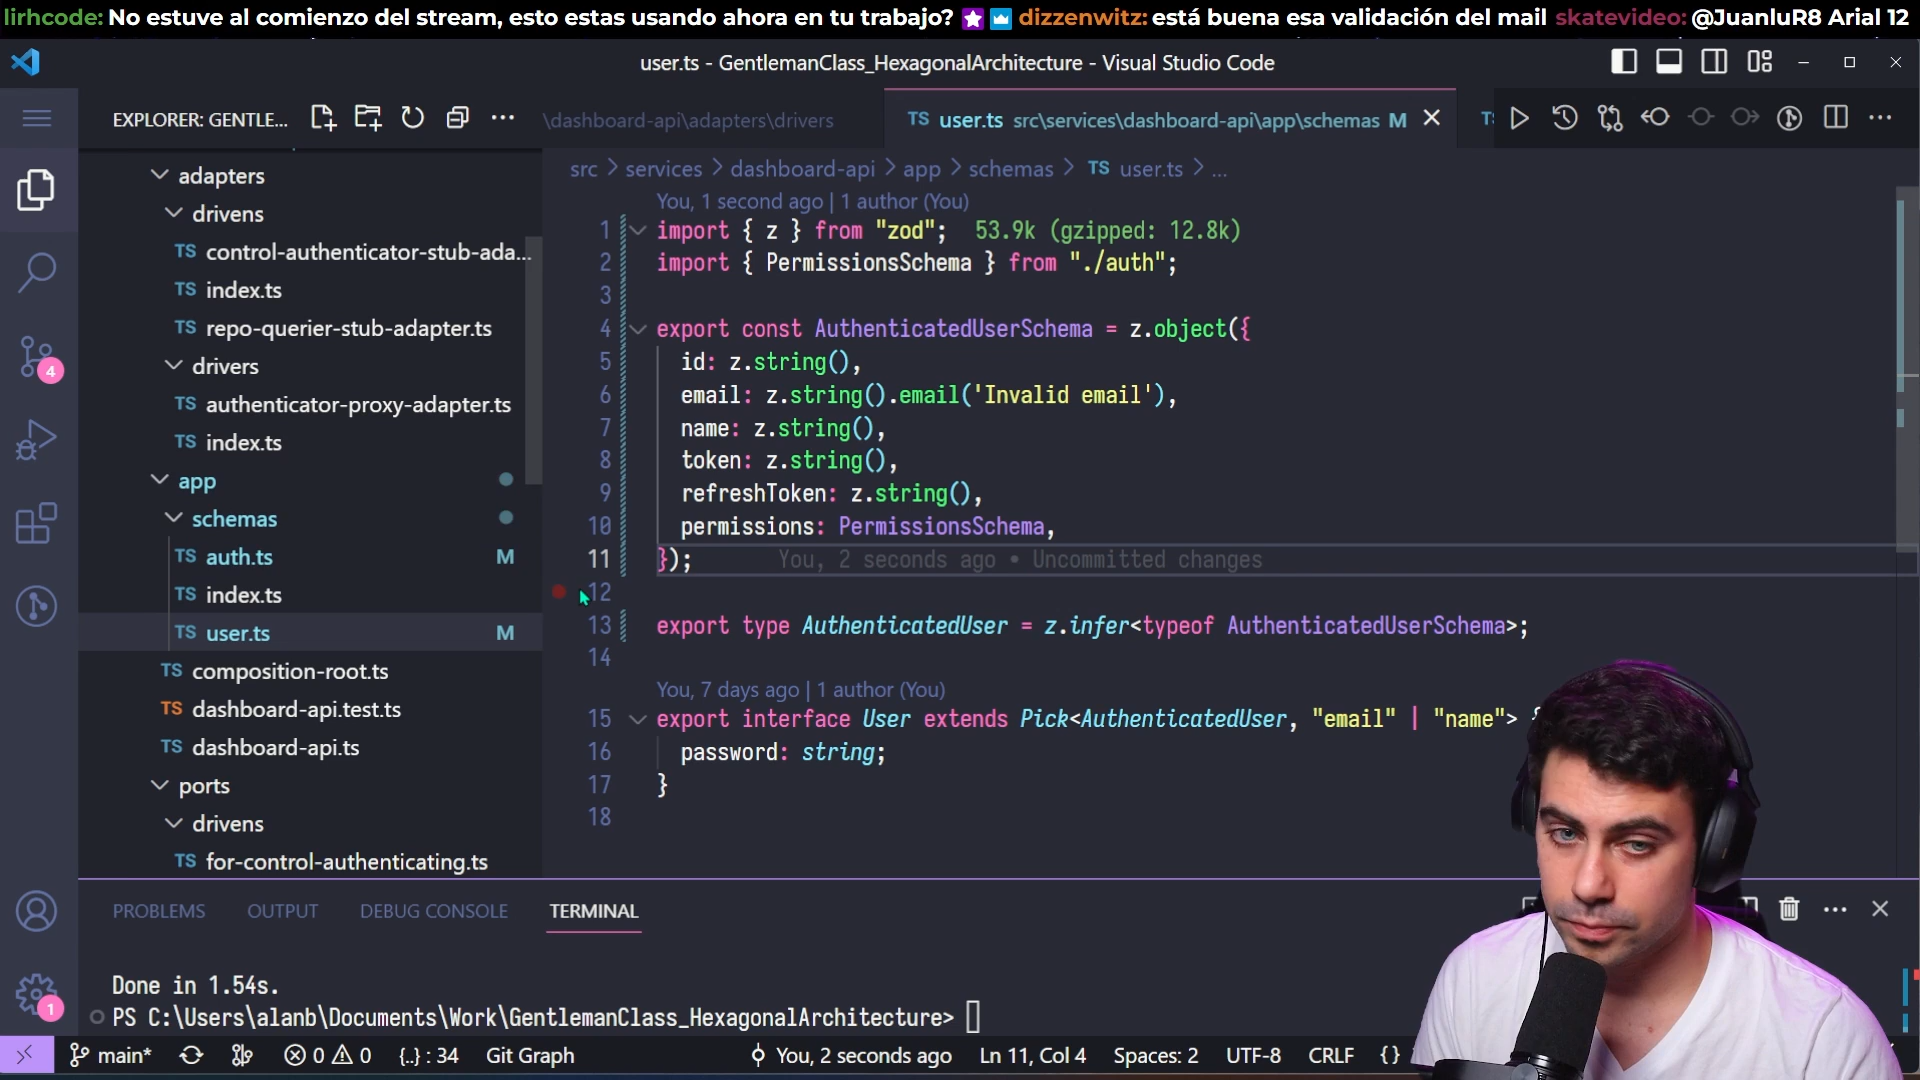 lirhcode: No estuve al comienzo del stream, esto estas usando ahora en tu trabajo? dizzenwitz: está buena esa validación del mail skatevideo: @JuanluR8 Arial 12
user.ts - GentlemanClass_HexagonalArchitecture - Visual Studio Code
EXPLORER: GENTLE...
\dashboard-api\adapters\drivers
TS user.ts src\services\dashboard-api\app\schemas M
src > services > dashboard-api > app > schemas > TS user.ts > ...
adapters
drivens
TS control-authenticator-stub-ada...
TS index.ts
TS repo-querier-stub-adapter.ts
drivers
TS authenticator-proxy-adapter.ts
TS index.ts
app
schemas
TS auth.ts M
TS index.ts
TS user.ts M
TS composition-root.ts
TS dashboard-api.test.ts
TS dashboard-api.ts
ports
drivens
TS for-control-authenticating.ts
4
1
You, 1 second ago | 1 author (You)
1 import { z } from "zod"; 53.9k (gzipped: 12.8k)
2 import { PermissionsSchema } from "./auth";
3
4 export const AuthenticatedUserSchema = z.object({
5 id: z.string(),
6 email: z.string().email('Invalid email'),
7 name: z.string(),
8 token: z.string(),
9 refreshToken: z.string(),
10 permissions: PermissionsSchema,
11 }); You, 2 seconds ago • Uncommitted changes
12
13 export type AuthenticatedUser = z.infer<typeof AuthenticatedUserSchema>;
14
You, 7 days ago | 1 author (You)
15 export interface User extends Pick<AuthenticatedUser, "email" | "name"> {
16 password: string;
17 }
18
PROBLEMS OUTPUT DEBUG CONSOLE TERMINAL
Done in 1.54s.
PS C:\Users\alanb\Documents\Work\GentlemanClass_HexagonalArchitecture>
main* 0 0 {..} : 34 Git Graph You, 2 seconds ago Ln 11, Col 4 Spaces: 2 UTF-8 CRLF {}